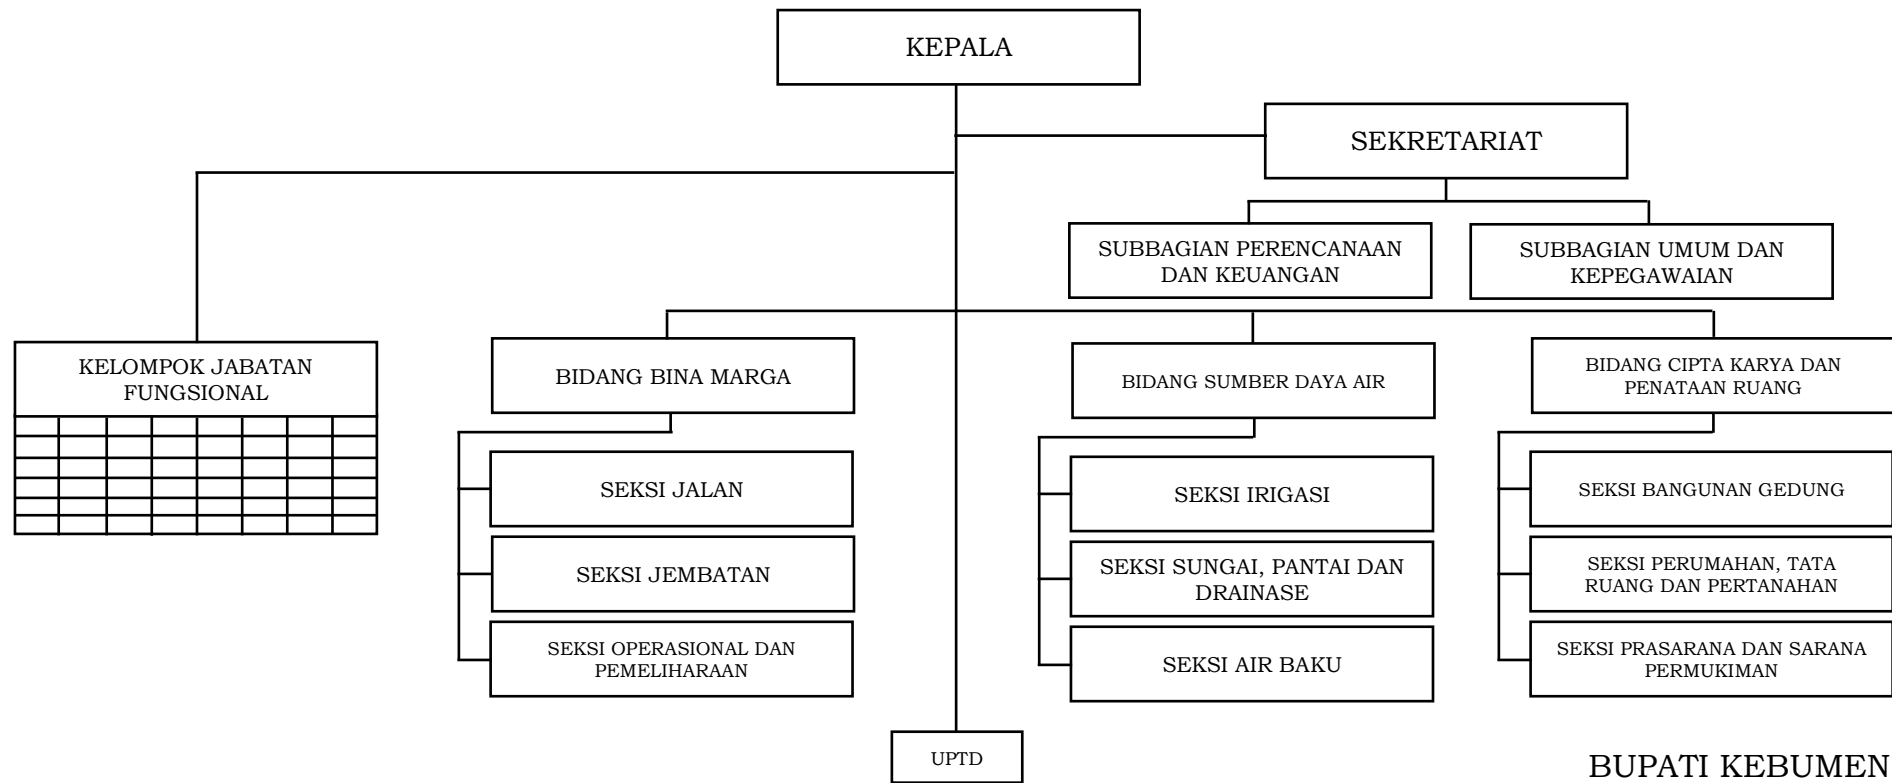 KEPALA
SEKRETARIAT
SUBBAGIAN PERENCANAAN
DAN KEUANGAN
SUBBAGIAN UMUM DAN
KEPEGAWAIAN
KELOMPOK JABATAN
FUNGSIONAL
BIDANG BINA MARGA
SEKSI JALAN
SEKSI JEMBATAN
SEKSI OPERASIONAL DAN
PEMELIHARAAN
BIDANG SUMBER DAYA AIR
SEKSI IRIGASI
SEKSI SUNGAI, PANTAI DAN
DRAINASE
SEKSI AIR BAKU
BIDANG CIPTA KARYA DAN
PENATAAN RUANG
SEKSI BANGUNAN GEDUNG
SEKSI PERUMAHAN, TATA
RUANG DAN PERTANAHAN
SEKSI PRASARANA DAN SARANA
PERMUKIMAN
UPTD
BUPATI KEBUMEN